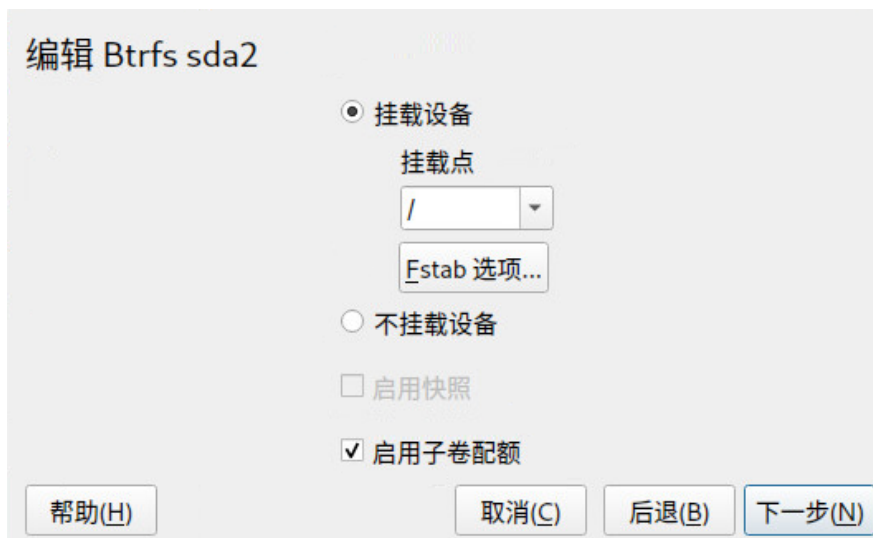 编辑 Btrfs sda2
挂载设备
挂载点
/
Fstab 选项...
不挂载设备
启用快照
启用子卷配额
帮助(H) 取消(C) 后退(B) 下一步(N)